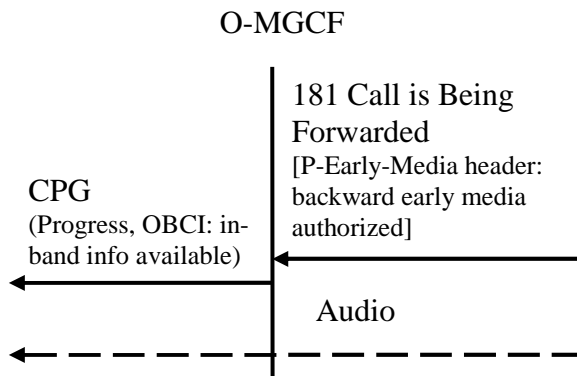 O-MGCF
181 Call is Being
Forwarded
[P-Early-Media header:
backward early media
authorized]
CPG
(Progress, OBCI: in-
band info available)
Audio